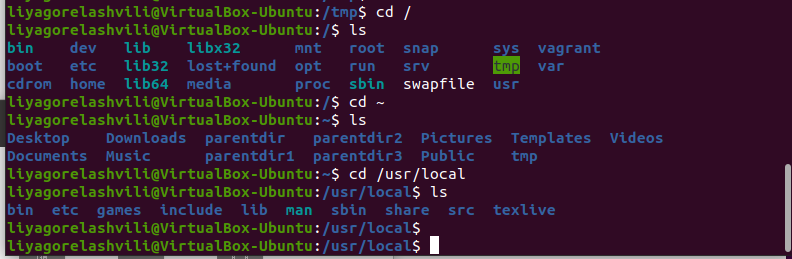 liyagorelashvili@VirtualBox-Ubuntu:/tmp$ cd /
liyagorelashvili@VirtualBox-Ubuntu:/$ ls
bin    dev   lib    libx32      mnt   root  snap      sys  vagrant
boot   etc   lib32  lost+found  opt   run   srv       tmp  var
cdrom  home  lib64  media       proc  sbin  swapfile  usr
liyagorelashvili@VirtualBox-Ubuntu:/$ cd ~
liyagorelashvili@VirtualBox-Ubuntu:~$ ls
Desktop    Downloads  parentdir   parentdir2  Pictures  Templates  Videos
Documents  Music      parentdir1  parentdir3  Public    tmp
liyagorelashvili@VirtualBox-Ubuntu:~$ cd /usr/local
liyagorelashvili@VirtualBox-Ubuntu:/usr/local$ ls
bin  etc  games  include  lib  man  sbin  share  src  texlive
liyagorelashvili@VirtualBox-Ubuntu:/usr/local$
liyagorelashvili@VirtualBox-Ubuntu:/usr/local$